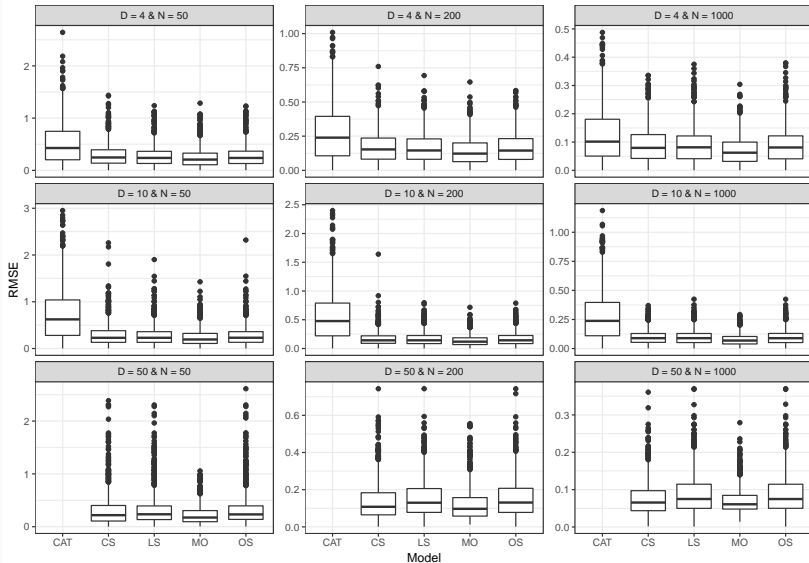 D = 4 & N = 50
D = 4 & N = 200
D = 4 & N = 1000
2
1
0
1.00
0.75
0.50
0.25
0.00
0.5
0.4
0.3
0.2
0.1
0.0
D = 10 & N = 50
D = 10 & N = 200
D = 10 & N = 1000
RMSE
3
2
1
0
2.5
2.0
1.5
1.0
0.5
0.0
1.00
0.75
0.50
0.25
0.00
D = 50 & N = 50
D = 50 & N = 200
D = 50 & N = 1000
2
1
0
0.6
0.4
0.2
0.0
0.3
0.2
0.1
0.0
CAT CS LS MO OS
CAT CS LS MO OS
CAT CS LS MO OS
Model